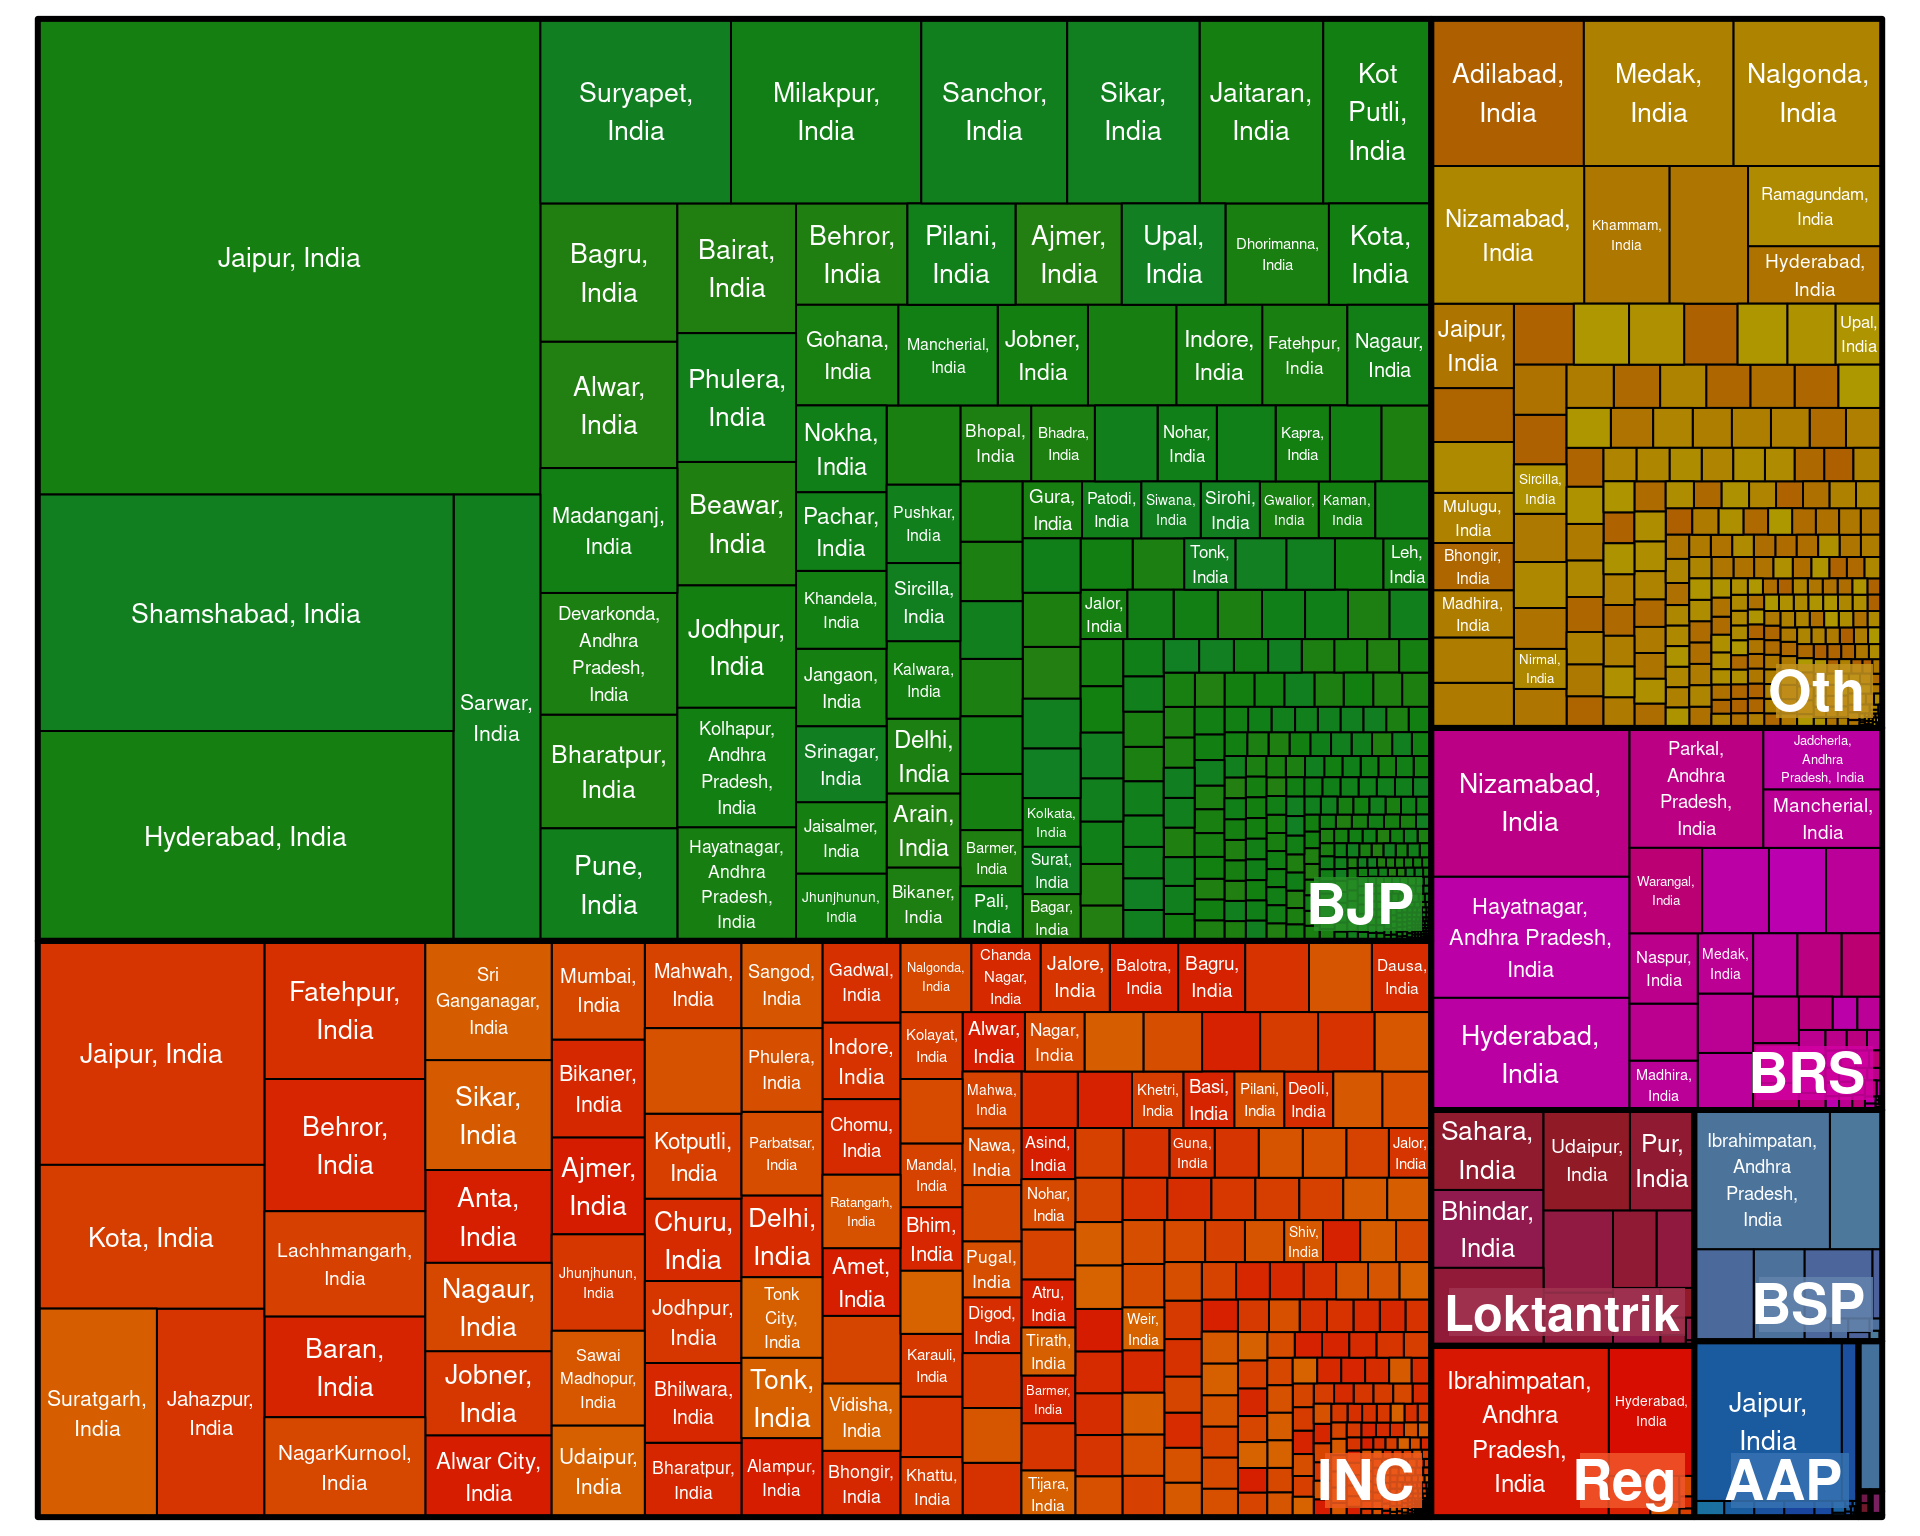 Jaipur, India
Shamshabad, India
Hyderabad, India
Sarwar,
India
Suryapet,
India
Milakpur,
India
Sanchor,
India
Sikar,
India
Jaitaran,
India
Kot
Putli,
India
Bagru,
India
Alwar,
India
Madanganj,
India
Devarkonda,
Andhra
Pradesh,
India
Bharatpur,
India
Pune,
India
Bairat,
India
Phulera,
India
Beawar,
India
Jodhpur,
India
Kolhapur,
Andhra
Pradesh,
India
Hayatnagar,
Andhra
Pradesh,
India
Behror,
India
Pilani,
India
Ajmer,
India
Upal,
India
Dhorimanna,
India
Kota,
India
Gohana,
India
Mancherial,
India
Jobner,
India
Indore,
India
Fatehpur,
India
Nagaur,
India
Nokha,
India
Pachar,
India
Khandela,
India
Jangaon,
India
Srinagar,
India
Jaisalmer,
India
Jhunjhunun,
India
Pushkar,
India
Sircilla,
India
Kalwara,
India
Delhi,
India
Arain,
India
Bikaner,
India
Bhopal,
India
Bhadra,
India
Nohar,
India
Kapra,
India
Gura,
India
Patodi,
India
Siwana,
India
Sirohi,
India
Gwalior,
India
Kaman,
India
Tonk,
India
Leh,
India
Jalor,
India
Kolkata,
India
Barmer,
India
Surat,
India
Pali,
India
Bagar,
India
BJP
Jaipur, India
Kota, India
Suratgarh,
India
Jahazpur,
India
Fatehpur,
India
Behror,
India
Lachhmangarh,
India
Baran,
India
NagarKurnool,
India
Sri
Ganganagar,
India
Sikar,
India
Anta,
India
Nagaur,
India
Jobner,
India
Alwar City,
India
Mumbai,
India
Bikaner,
India
Ajmer,
India
Jhunjhunun,
India
Sawai
Madhopur,
India
Udaipur,
India
Mahwah,
India
Kotputli,
India
Churu,
India
Jodhpur,
India
Bhilwara,
India
Bharatpur,
India
Sangod,
India
Phulera,
India
Parbatsar,
India
Delhi,
India
Tonk
City,
India
Tonk,
India
Alampur,
India
Gadwal,
India
Indore,
India
Chomu,
India
Ratangarh,
India
Amet,
India
Vidisha,
India
Bhongir,
India
Nalgonda,
India
Chanda
Nagar,
India
Jalore,
India
Balotra,
India
Bagru,
India
Dausa,
India
Kolayat,
India
Alwar,
India
Nagar,
India
Mahwa,
India
Khetri,
India
Basi,
India
Pilani,
India
Deoli,
India
Mandal,
India
Nawa,
India
Asind,
India
Guna,
India
Jalor,
India
Bhim,
India
Nohar,
India
Shiv,
India
Pugal,
India
Atru,
India
Digod,
India
Weir,
India
Tirath,
India
Karauli,
India
Barmer,
India
Khattu,
India
Tijara,
India
INC
Adilabad,
India
Medak,
India
Nalgonda,
India
Nizamabad,
India
Khammam,
India
Ramagundam,
India
Hyderabad,
India
Jaipur,
India
Upal,
India
Sircilla,
India
Mulugu,
India
Bhongir,
India
Madhira,
India
Nirmal,
India
Oth
Nizamabad,
India
Hayatnagar,
Andhra Pradesh,
India
Hyderabad,
India
Parkal,
Andhra
Pradesh,
India
Jadcherla,
Andhra
Pradesh, India
Mancherial,
India
Warangal,
India
Naspur,
India
Medak,
India
Madhira,
India
BRS
Sahara,
India
Udaipur,
India
Pur,
India
Bhindar,
India
Loktantrik
Ibrahimpatan,
Andhra
Pradesh,
India
BSP
Ibrahimpatan,
Andhra
Pradesh,
India
Hyderabad,
India
Reg
Jaipur,
India
AAP